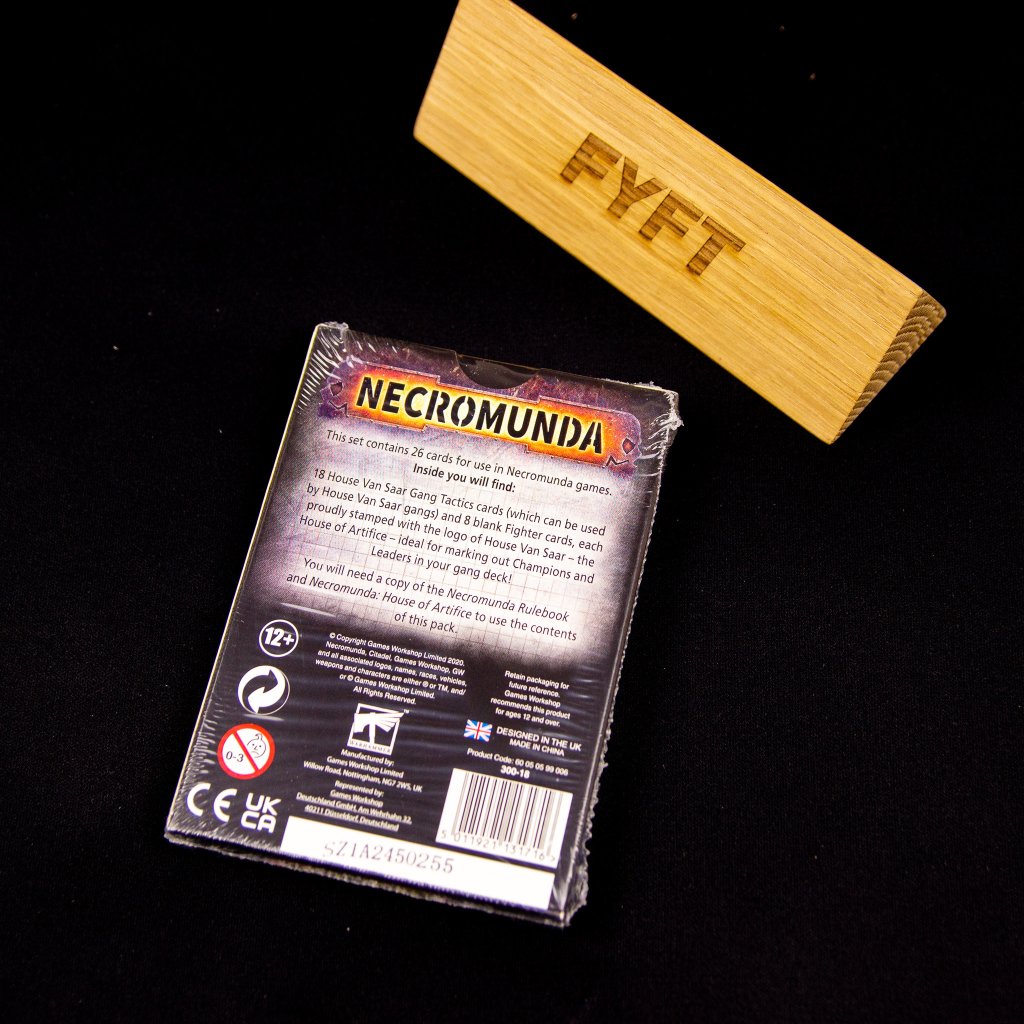 FYFT
NECROMUNDA
This set contains 26 cards for use in Necromunda games.
Inside you will find:
18 House Van Saar Gang Tactics cards (which can be used
by House Van Saar gangs) and 8 blank Fighter cards, each
proudly stamped with the logo of House Van Saar – the
House of Artifice – ideal for marking out Champions and
Leaders in your gang deck!
You will need a copy of the Necromunda Rulebook
and Necromunda: House of Artifice to use the contents
of this pack.
12+
© Copyright Games Workshop Limited 2020.
Necromunda, Citadel, Games Workshop, GW
and all associated logos, names, races, vehicles,
weapons and characters are either ® or TM, and/
or © Games Workshop Limited.
All Rights Reserved.
Retain packaging for
future reference.
Games Workshop
recommends this product
for ages 12 and over.
0-3
WARHAMMER
™
DESIGNED IN THE UK
MADE IN CHINA
Manufactured by:
Games Workshop Limited
Willow Road, Nottingham, NG7 2WS, UK
Represented by:
Games Workshop
Deutschland GmbH, Am Wehrhahn 32,
40211 Düsseldorf, Deutschland
Product Code: 60 05 05 99 006
300-18
CE
UK
CA
5 011921 131716
SZ1A2450255